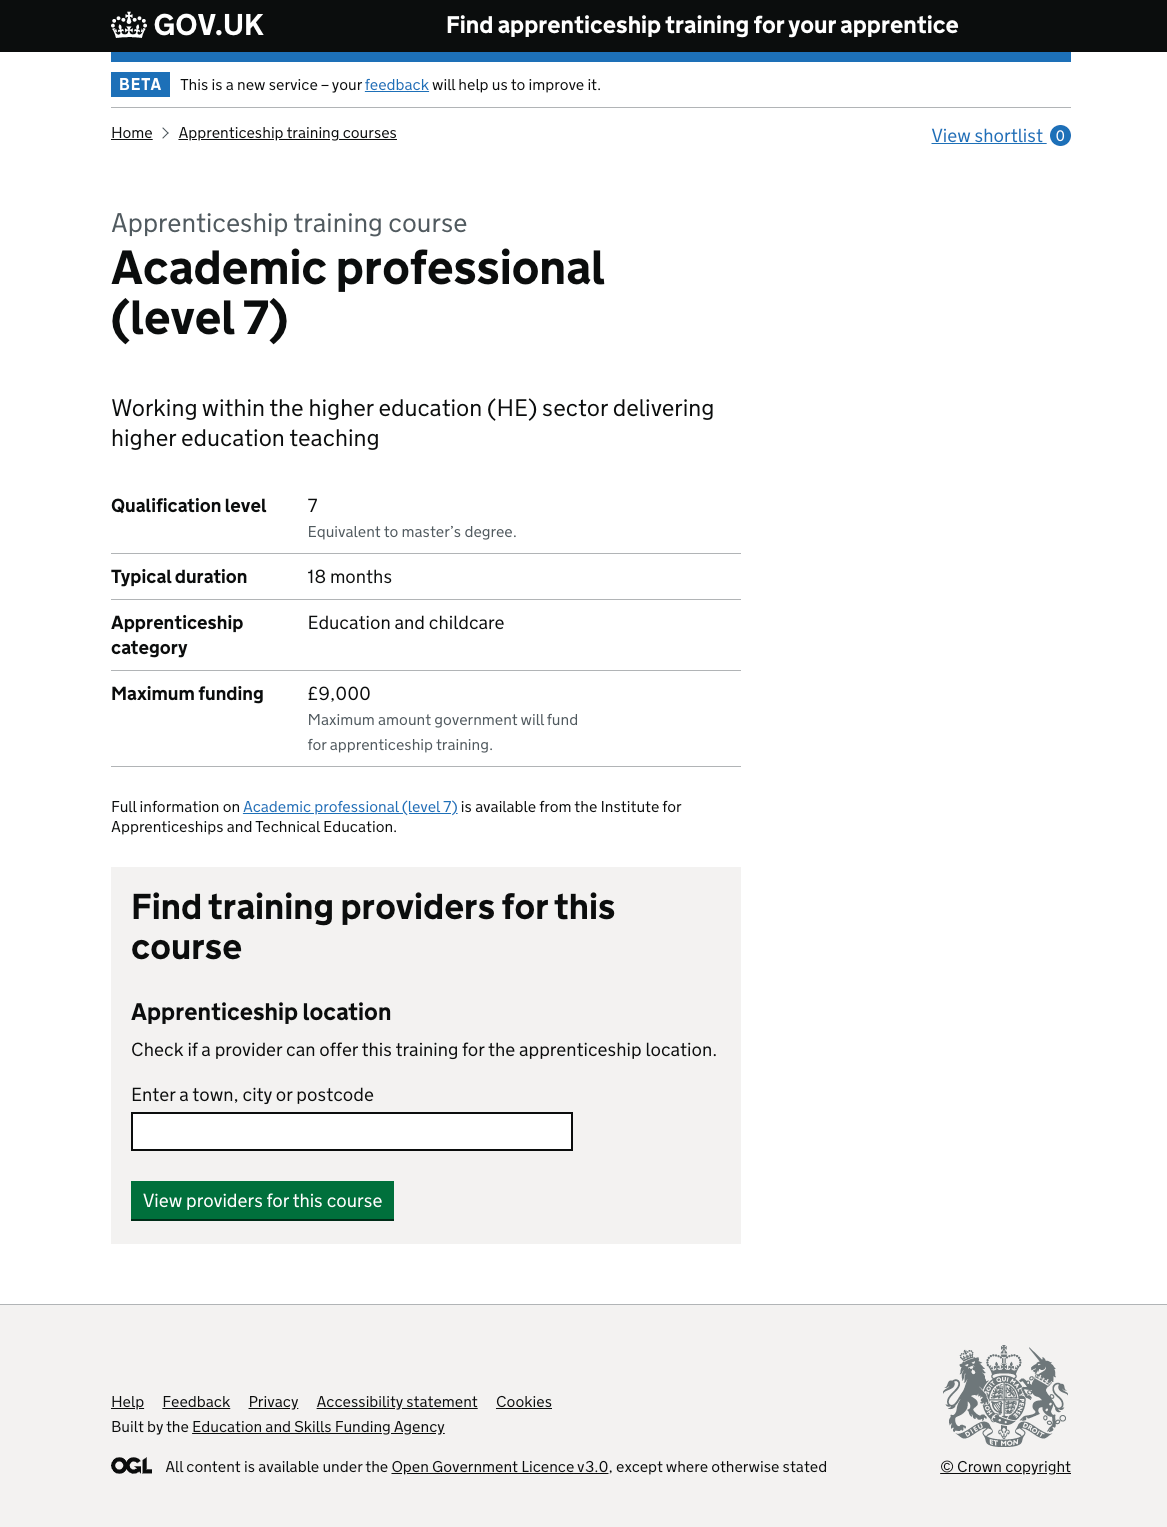 GOV.UK
Find apprenticeship training for your apprentice
BETA This is a new service – your feedback will help us to improve it.
Home Apprenticeship training courses
View shortlist 0
Apprenticeship training course
Academic professional
(level 7)
Working within the higher education (HE) sector delivering
higher education teaching
Qualification level 7
Equivalent to master's degree.
Typical duration 18 months
Apprenticeship Education and childcare
category
Maximum funding £9,000
Maximum amount government will fund
for apprenticeship training.
Full information on Academic professional (level 7) is available from the Institute for
Apprenticeships and Technical Education.
Find training providers for this
course
Apprenticeship location
Check if a provider can offer this training for the apprenticeship location.
Enter a town, city or postcode
View providers for this course
Help Feedback Privacy Accessibility statement Cookies
Built by the Education and Skills Funding Agency
OGL All content is available under the Open Government Licence v3.0, except where otherwise stated
DIEU ET MON DROIT
© Crown copyright